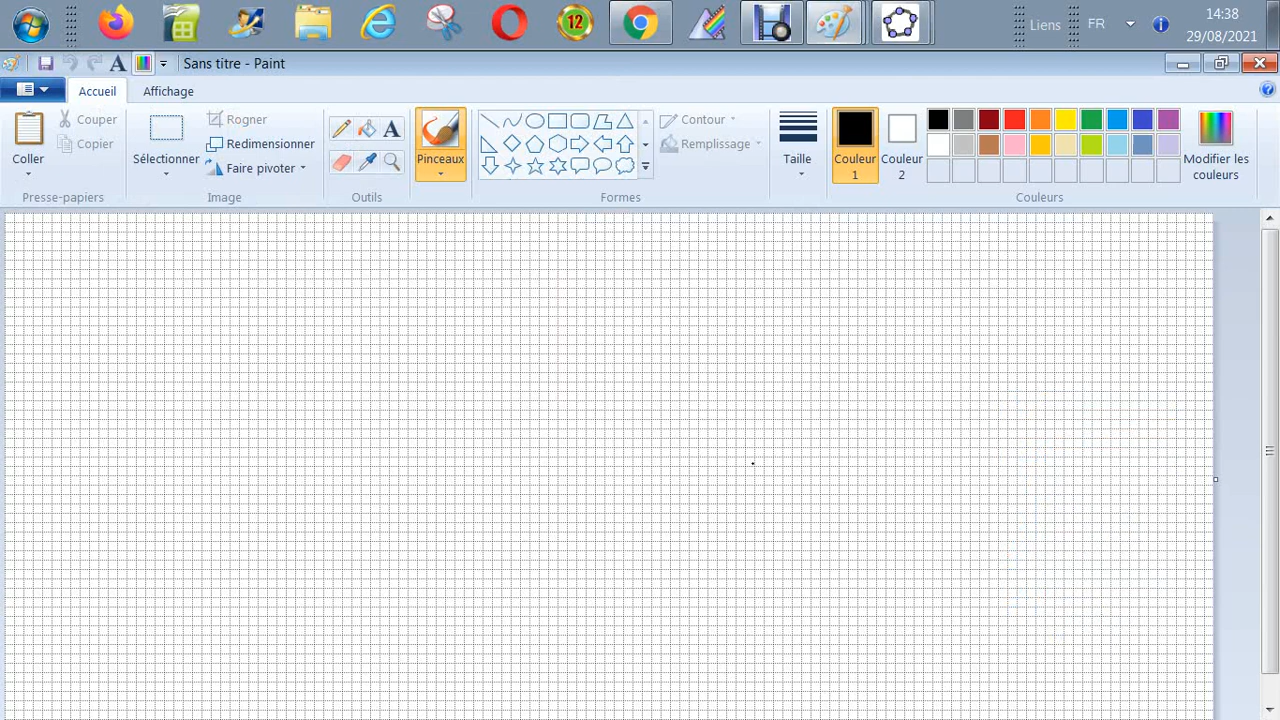 12
Liens
FR
14:38
29/08/2021
Sans titre - Paint
Accueil
Affichage
Coller
Couper
Copier
Presse-papiers
Sélectionner
Rogner
Redimensionner
Faire pivoter
Image
Outils
Pinceaux
Contour
Remplissage
Formes
Taille
Couleur 1
Couleur 2
Modifier les couleurs
Couleurs